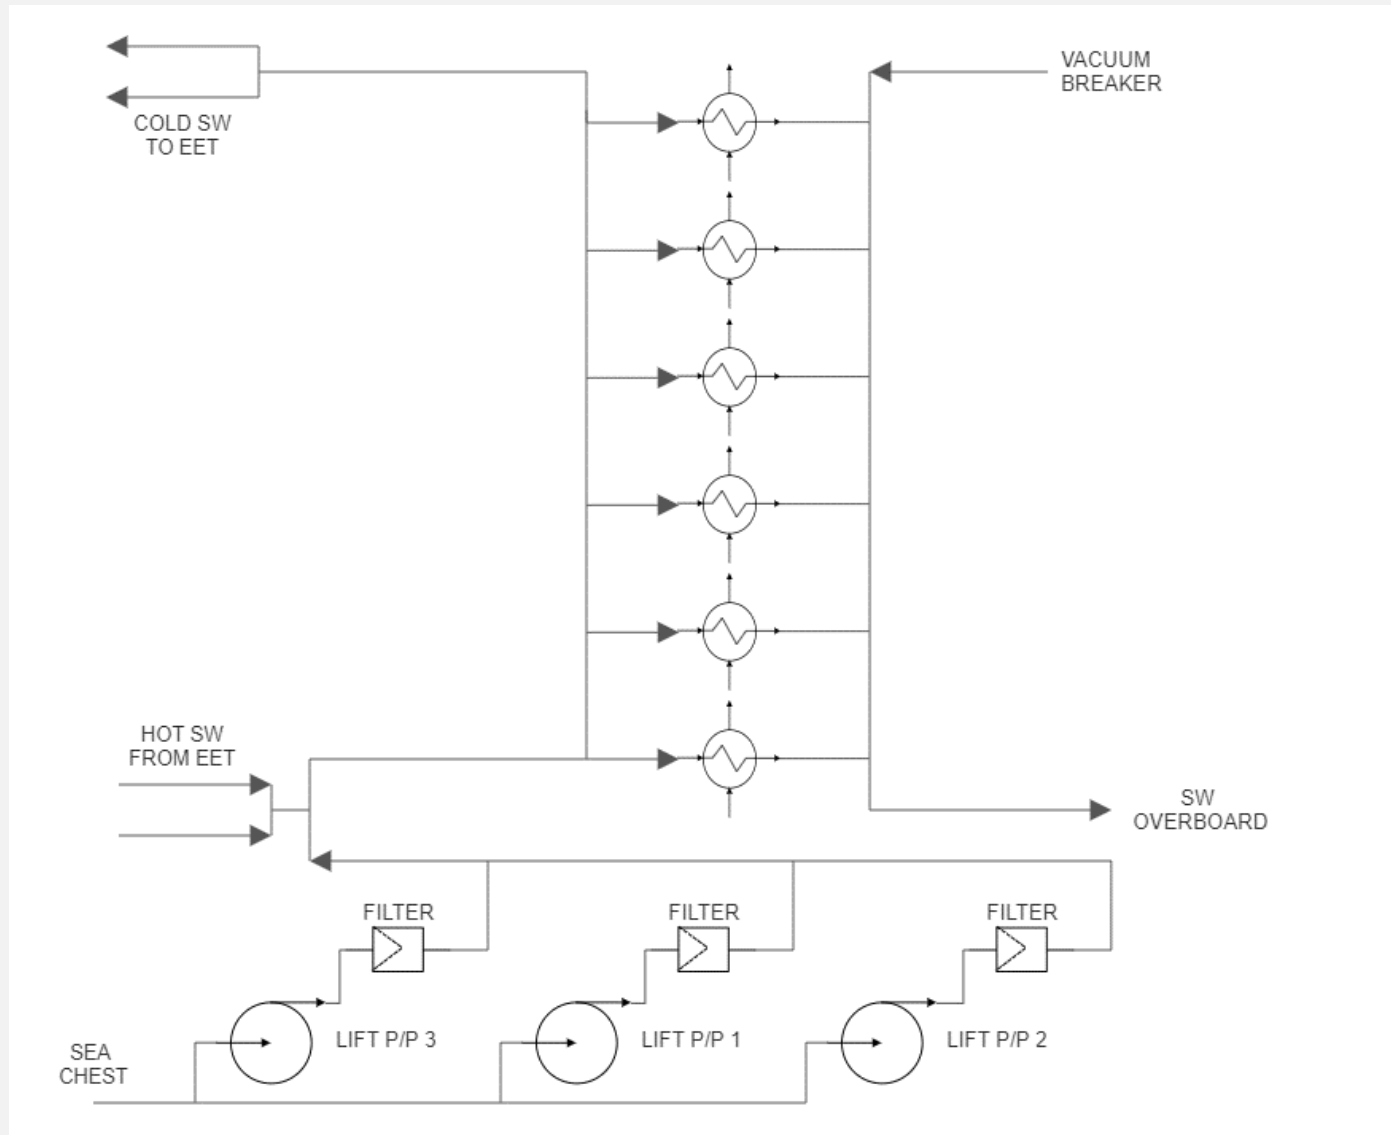 VACUUM
BREAKER
COLD SW
TO EET
HOT SW
FROM EET
SW
OVERBOARD
FILTER
FILTER
FILTER
LIFT P/P 3
LIFT P/P 1
LIFT P/P 2
SEA
CHEST